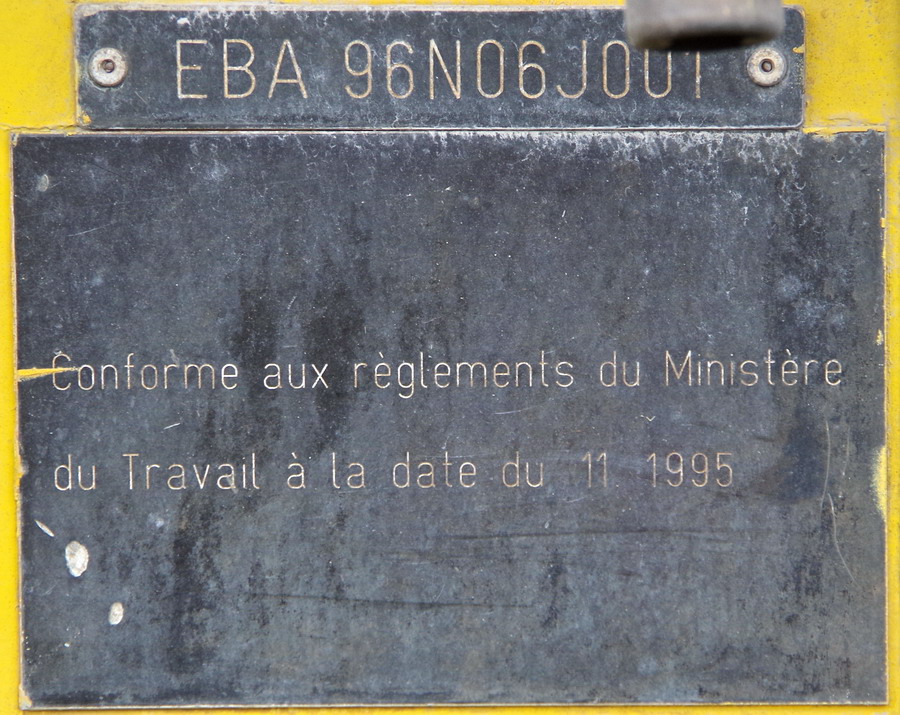 EBA 96N06J001
Conforme aux règlements du Ministère
du Travail à la date du 11 1995